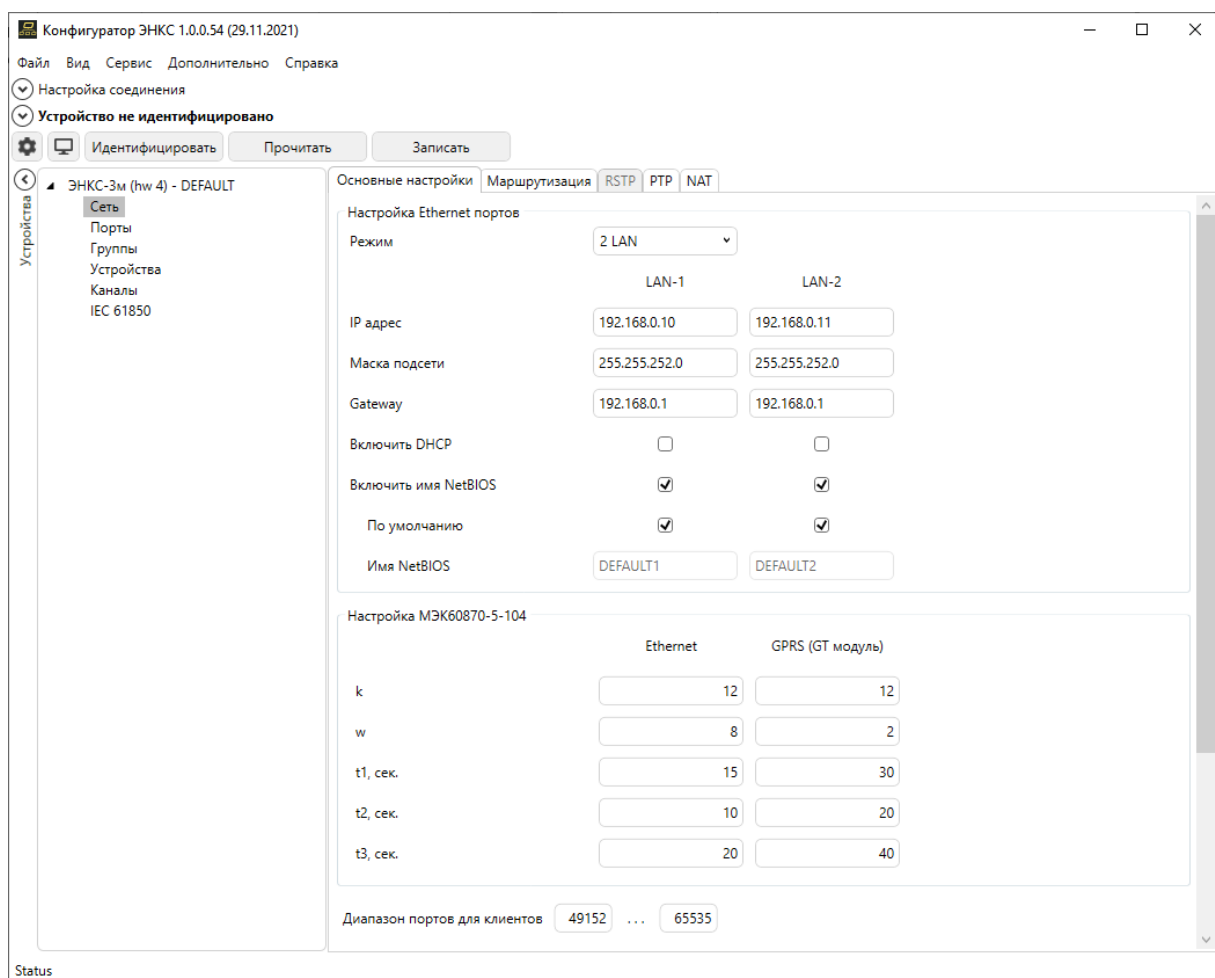 Конфигуратор ЭНКС 1.0.0.54 (29.11.2021)
Файл Вид Сервис Дополнительно Справка
Настройка соединения
Устройство не идентифицировано
Идентифицировать Прочитать Записать
Устройства
ЭНКС-3м (hw 4) - DEFAULT
Сеть
Порты
Группы
Устройства
Каналы
IEC 61850
Основные настройки Маршрутизация RSTP PTP NAT
Настройка Ethernet портов
Режим 2 LAN
LAN-1 LAN-2
IP адрес 192.168.0.10 192.168.0.11
Маска подсети 255.255.252.0 255.255.252.0
Gateway 192.168.0.1 192.168.0.1
Включить DHCP
Включить имя NetBIOS
По умолчанию
Имя NetBIOS DEFAULT1 DEFAULT2
Настройка МЭК60870-5-104
Ethernet GPRS (GT модуль)
k 12 12
w 8 2
t1, сек. 15 30
t2, сек. 10 20
t3, сек. 20 40
Диапазон портов для клиентов 49152 ... 65535
Status